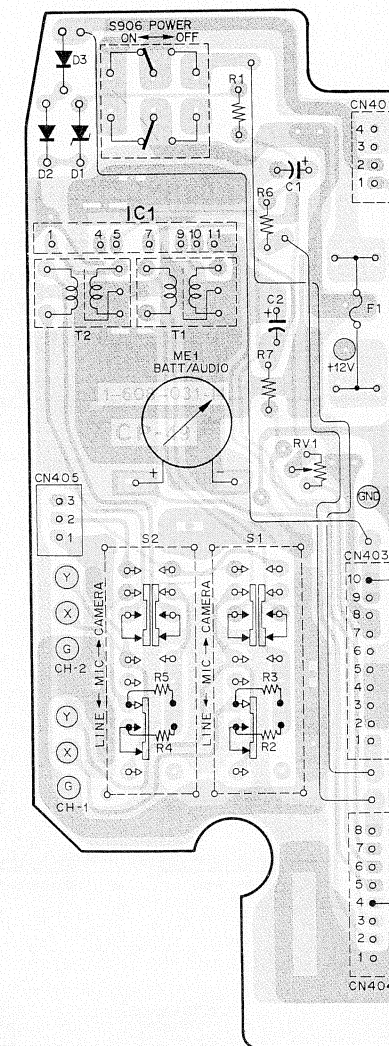 S906 POWER
ON OFF
D3
R1
CN40
4
3
2
1
D2 D1
C1
R6
IC1
1 4 5 7 9 10 11
T2 T1
C2
F1
ME1
BATT/AUDIO
R7
+12V
1-609-031-
+ -
RV1
CN405
3
2
1
GND
S2 S1
CN403
10
9
8
7
6
5
4
3
2
1
Y
X
G
CH-2
LINE MIC CAMERA
LINE MIC CAMERA
R5 R3
R4 R2
Y
X
G
CH-1
8
7
6
5
4
3
2
1
CN404